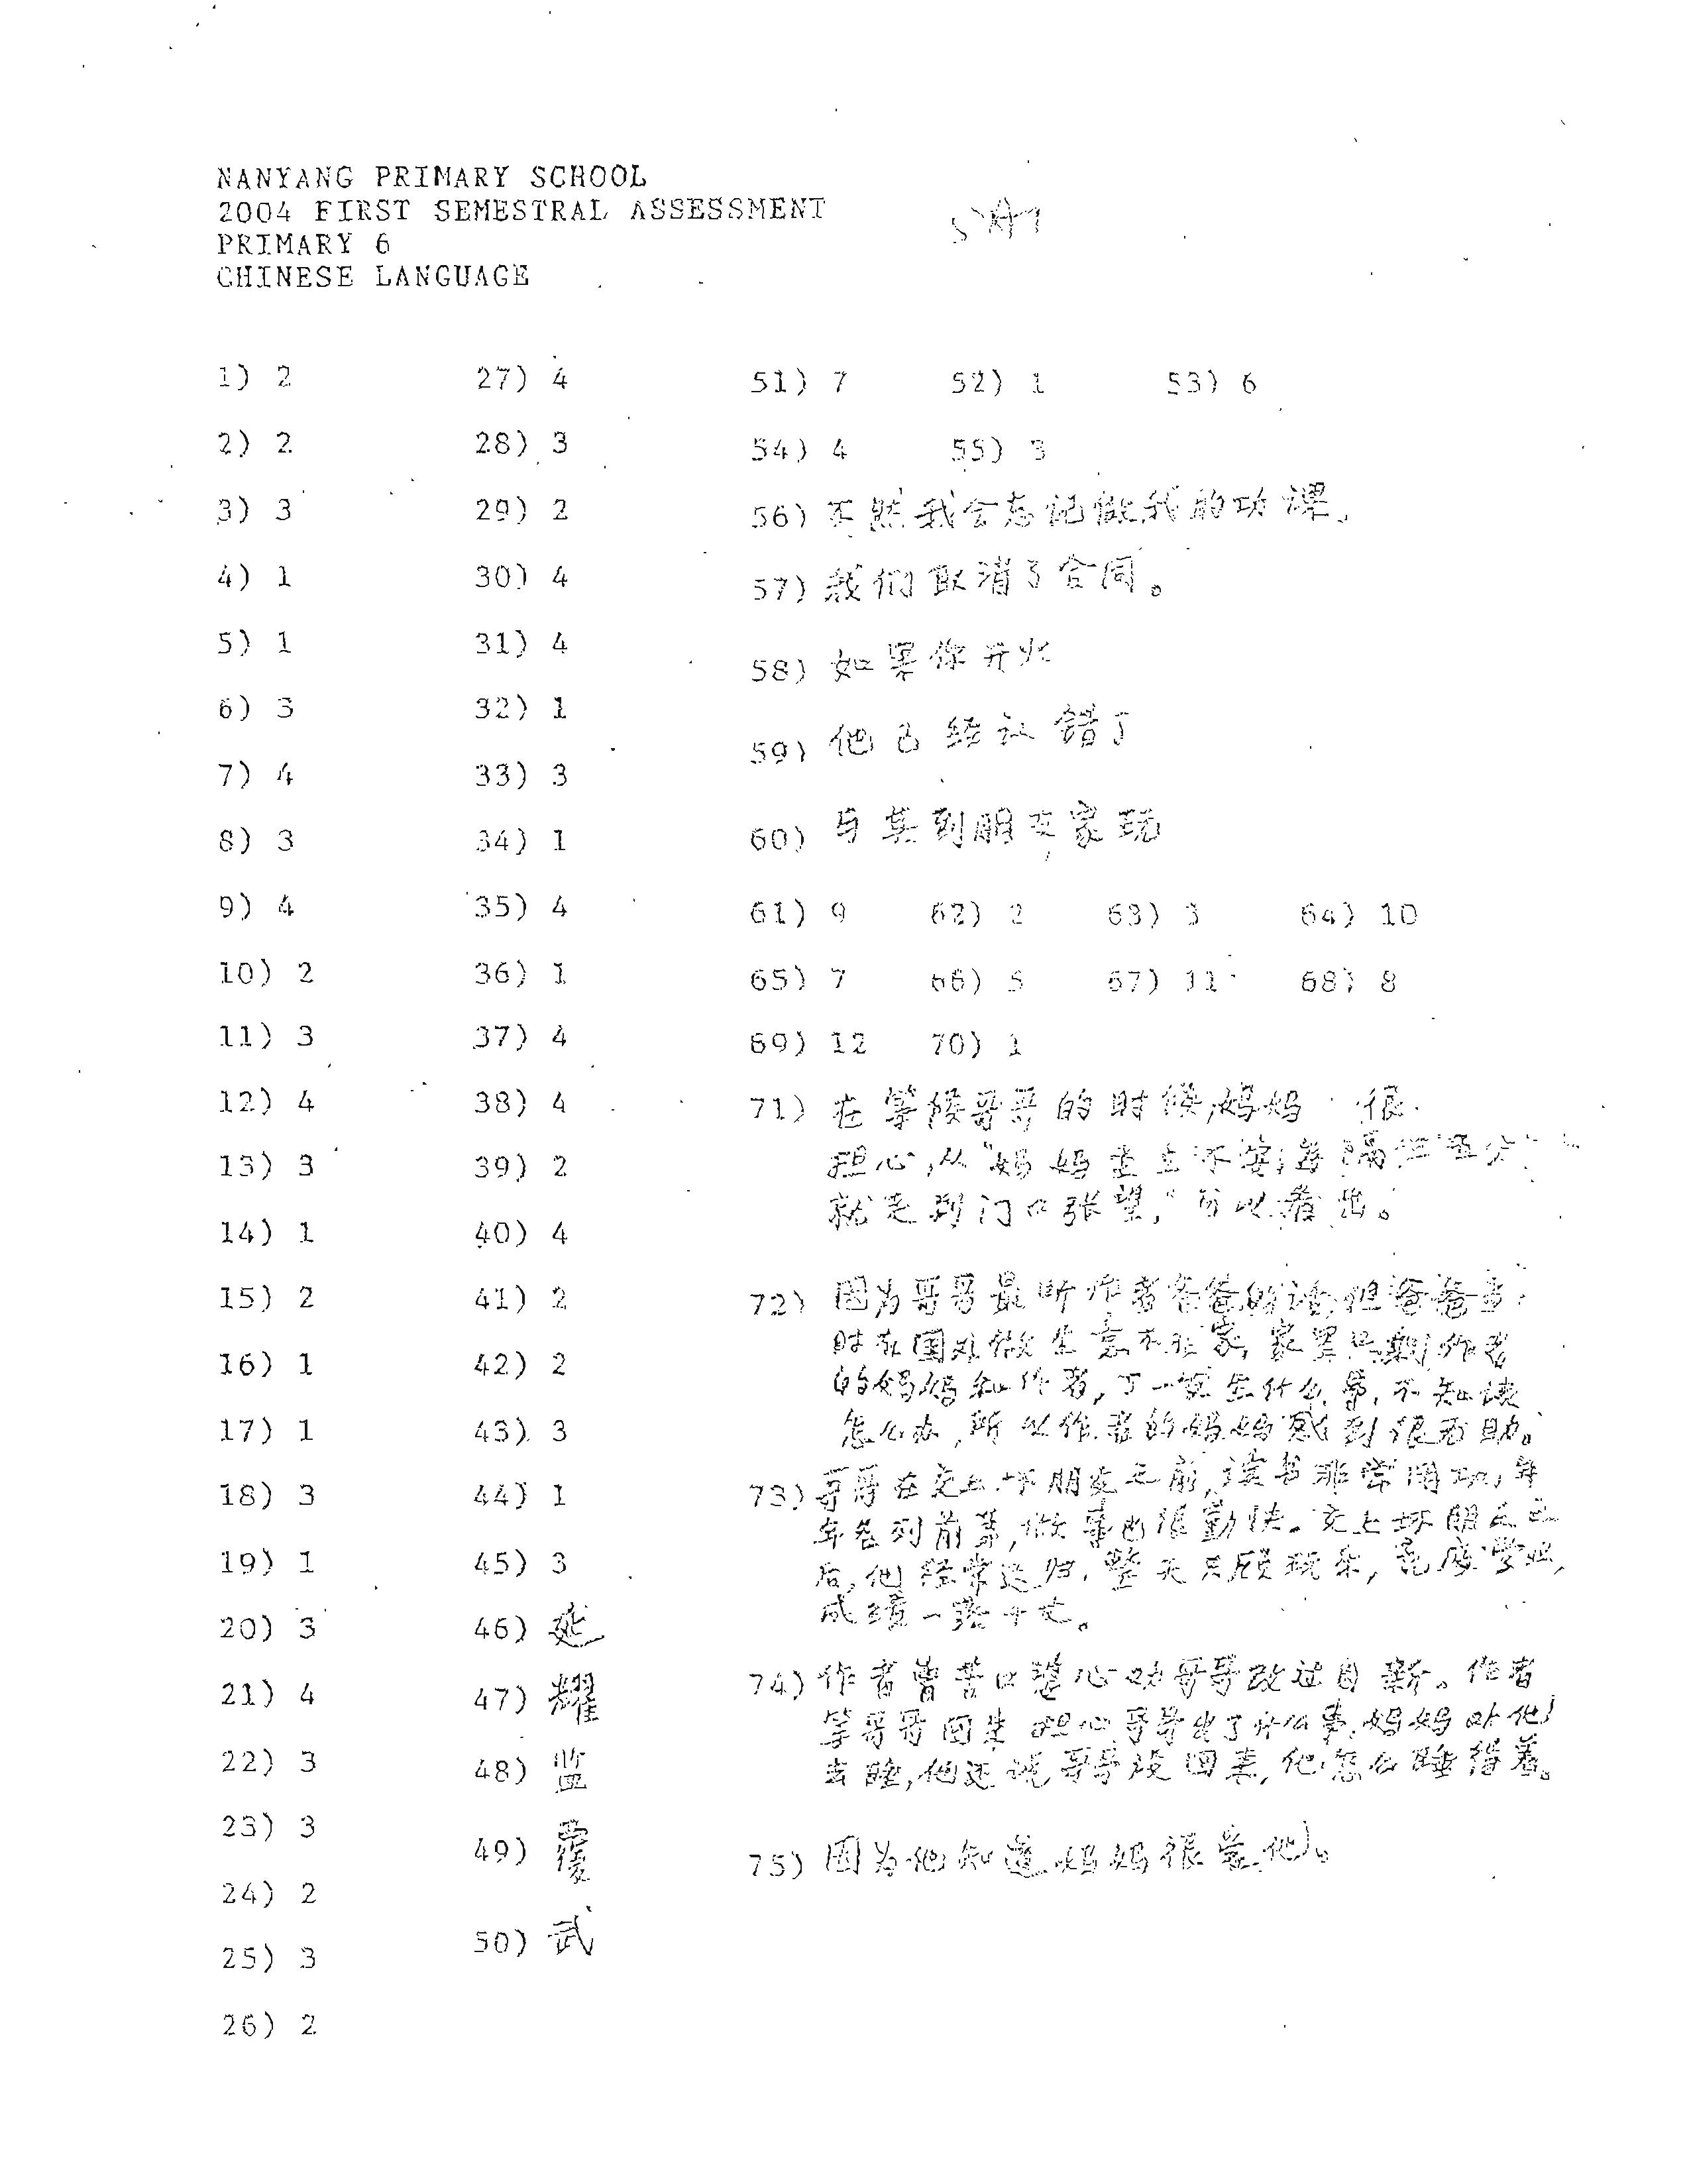 NANYANG PRIMARY SCHOOL
2004 FIRST SEMESTRAL ASSESSMENT
SA1
PRIMARY 6
CHINESE LANGUAGE
1) 2
2) 2
3) 3
4) 1
5) 1
6) 3
7) 4
8) 3
9) 4
10) 2
11) 3
12) 4
13) 3
14) 1
15) 2
16) 1
17) 1
18) 3
19) 1
20) 3
21) 4
22) 3
23) 3
24) 2
25) 3
26) 2
27) 4
28) 3
29) 2
30) 4
31) 4
32) 1
33) 3
34) 1
35) 4
36) 1
37) 4
38) 4
39) 2
40) 4
41) 2
42) 2
43) 3
44) 1
45) 3
46) 延
47) 耀
48) 监
49) 覆
50) 武
51) 7 52) 1 53) 6
54) 4 55) 3
56) 不然我会忘记做我的功课。
57) 我们取消了合同。
58) 如果你开火
59) 他已经认错了
60) 与其到朋友家玩
61) 9 62) 2 63) 3 64) 10
65) 7 66) 5 67) 11 68) 8
69) 12 70) 1
71) 在等候哥哥的时候,妈妈 很
担心,从“妈妈坐立不安,每隔 五分
就走到门口张望,”可以看出。
72) 因为哥哥最听作者爸爸的话,但爸爸当
时在国外做生意不在家,家里只剩作者
的妈妈和作者,万一发生什么事,不知该
怎么办,所以作者的妈妈感到很无助。
73) 哥哥在交上坏朋友之前,读书非常用功,年
年名列前茅,做事也很勤快。交上坏朋友之
后,他经常迟归,整天只顾玩乐,荒废学业,
成绩一落千丈。
74) 作者曾苦口婆心劝哥哥改过自新。作者
等哥哥回来 担心哥哥出了什么事,妈妈叫他
去睡,他还说哥哥没回来,他怎么睡得着。
75) 因为他知道妈妈很爱他。